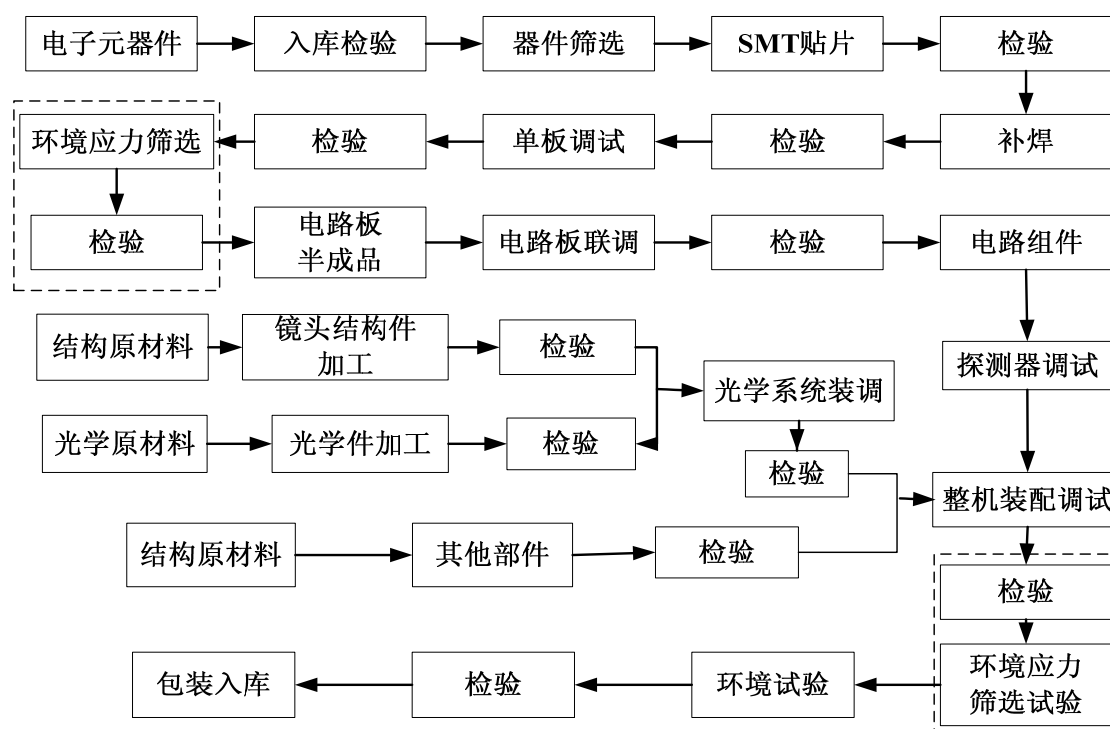 电子元器件
入库检验
器件筛选
SMT贴片
检验
环境应力筛选
检验
单板调试
检验
补焊
检验
电路板
半成品
电路板联调
检验
电路组件
结构原材料
镜头结构件
加工
检验
探测器调试
光学系统装调
光学原材料
光学件加工
检验
检验
整机装配调试
结构原材料
其他部件
检验
检验
包装入库
检验
环境试验
环境应力
筛选试验